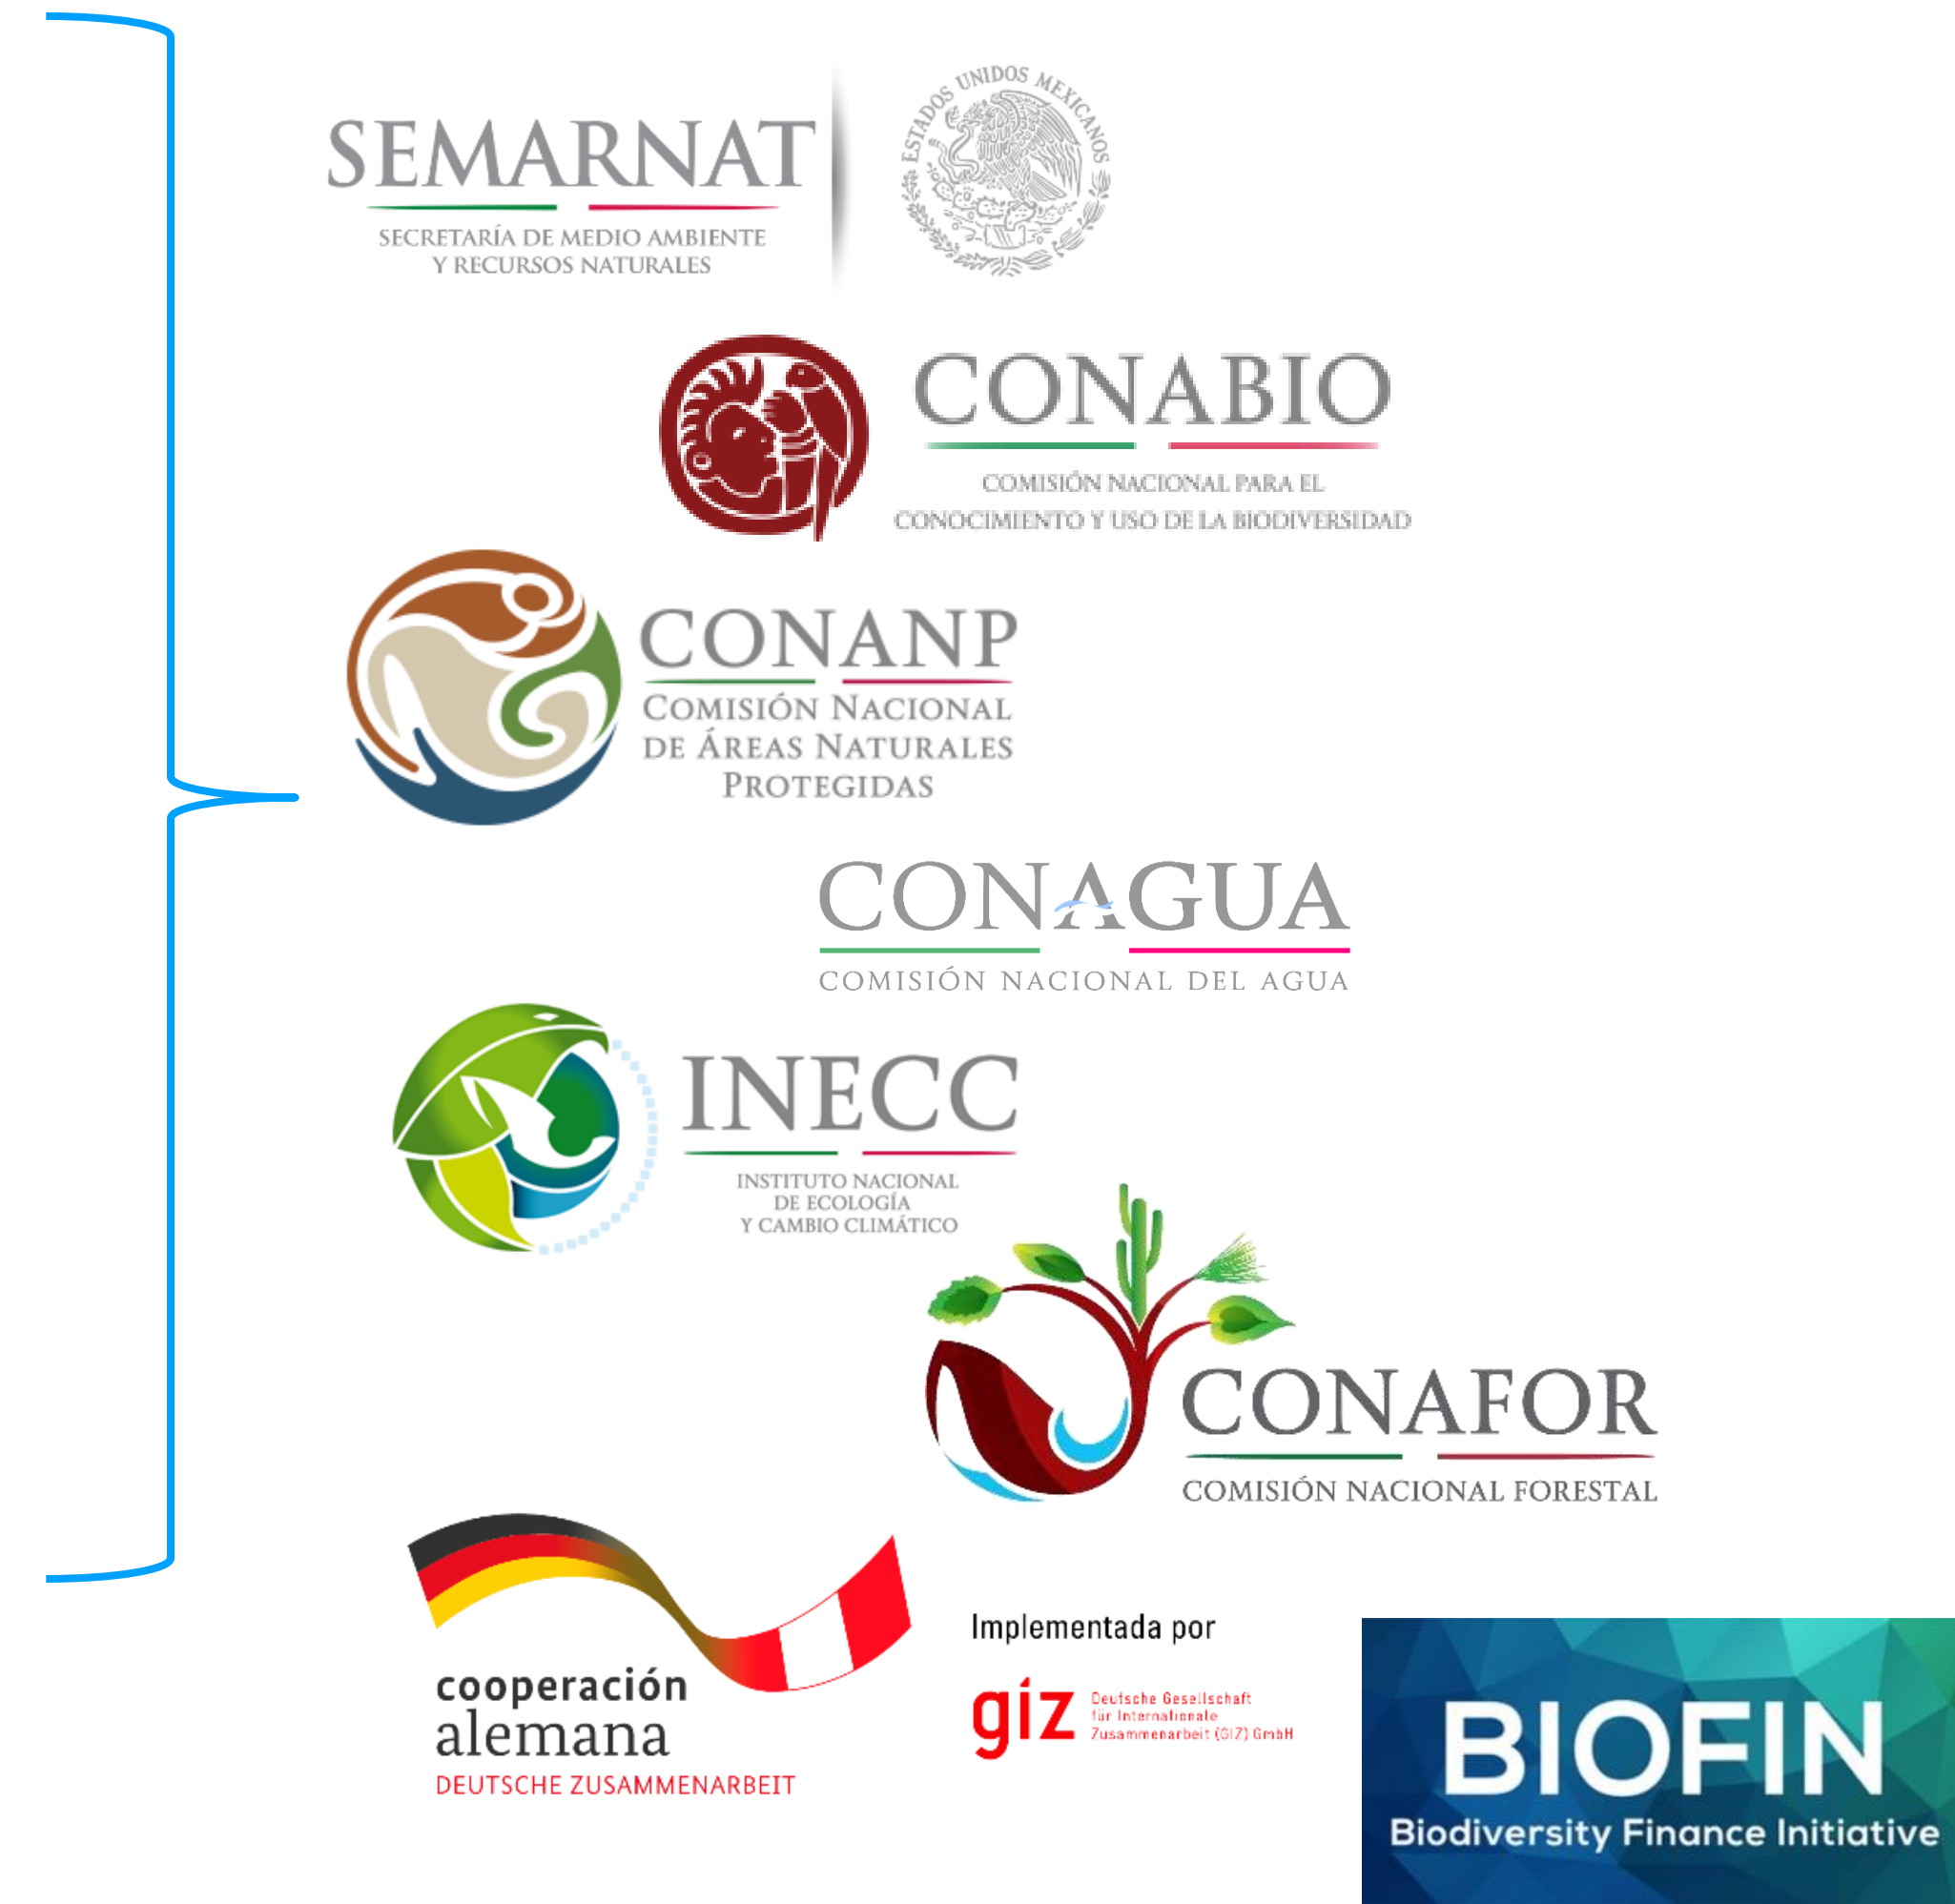 SEMARNAT
SECRETARÍA DE MEDIO AMBIENTE
Y RECURSOS NATURALES
ESTADOS UNIDOS MEXICANOS
CONABIO
COMISIÓN NACIONAL PARA EL
CONOCIMIENTO Y USO DE LA BIODIVERSIDAD
CONANP
COMISIÓN NACIONAL
DE ÁREAS NATURALES
PROTEGIDAS
CONAGUA
COMISIÓN NACIONAL DEL AGUA
INECC
INSTITUTO NACIONAL
DE ECOLOGÍA
Y CAMBIO CLIMÁTICO
CONAFOR
COMISIÓN NACIONAL FORESTAL
cooperación
alemana
DEUTSCHE ZUSAMMENARBEIT
Implementada por
giz
Deutsche Gesellschaft
für Internationale
Zusammenarbeit (GIZ) GmbH
BIOFIN
Biodiversity Finance Initiative